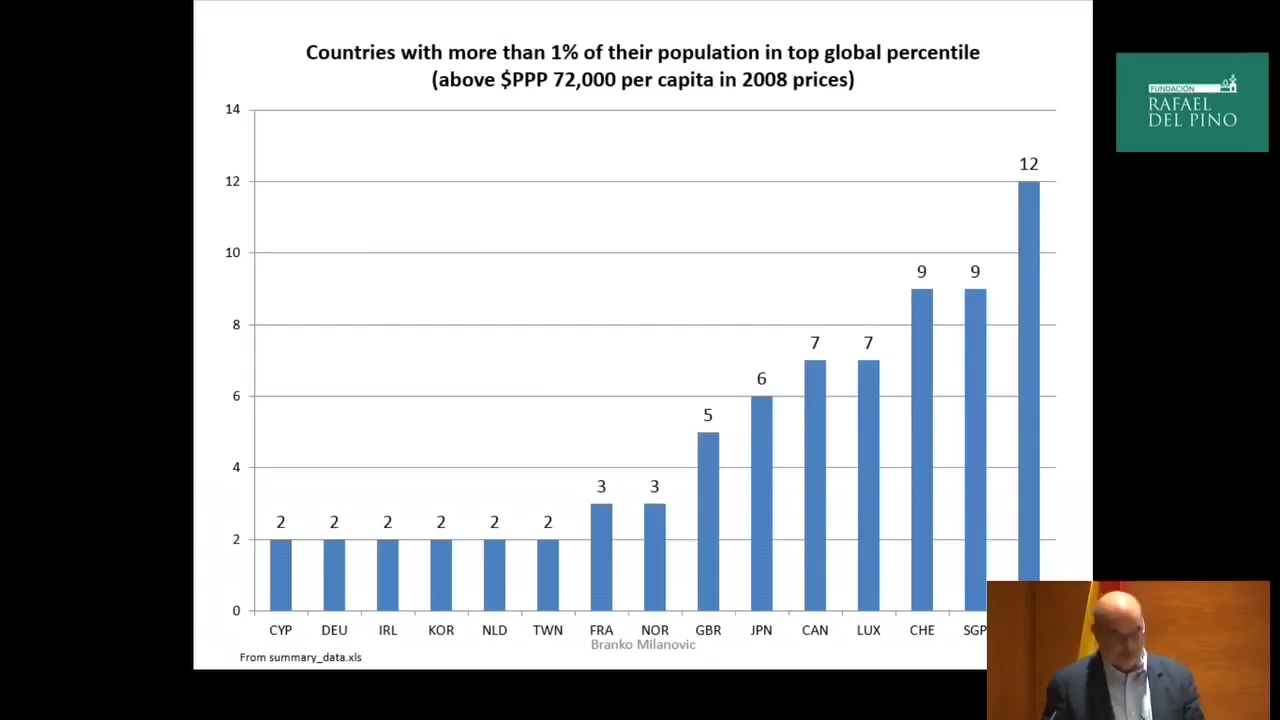 Countries with more than 1% of their population in top global percentile
(above $PPP 72,000 per capita in 2008 prices)
FUNDACIÓN
RAFAEL
DEL PINO
14
12
10
8
6
4
2
0
2 2 2 2 2 2 3 3 5 6 7 7 9 9 12
CYP DEU IRL KOR NLD TWN FRA NOR GBR JPN CAN LUX CHE SGP
Branko Milanovic
From summary_data.xls